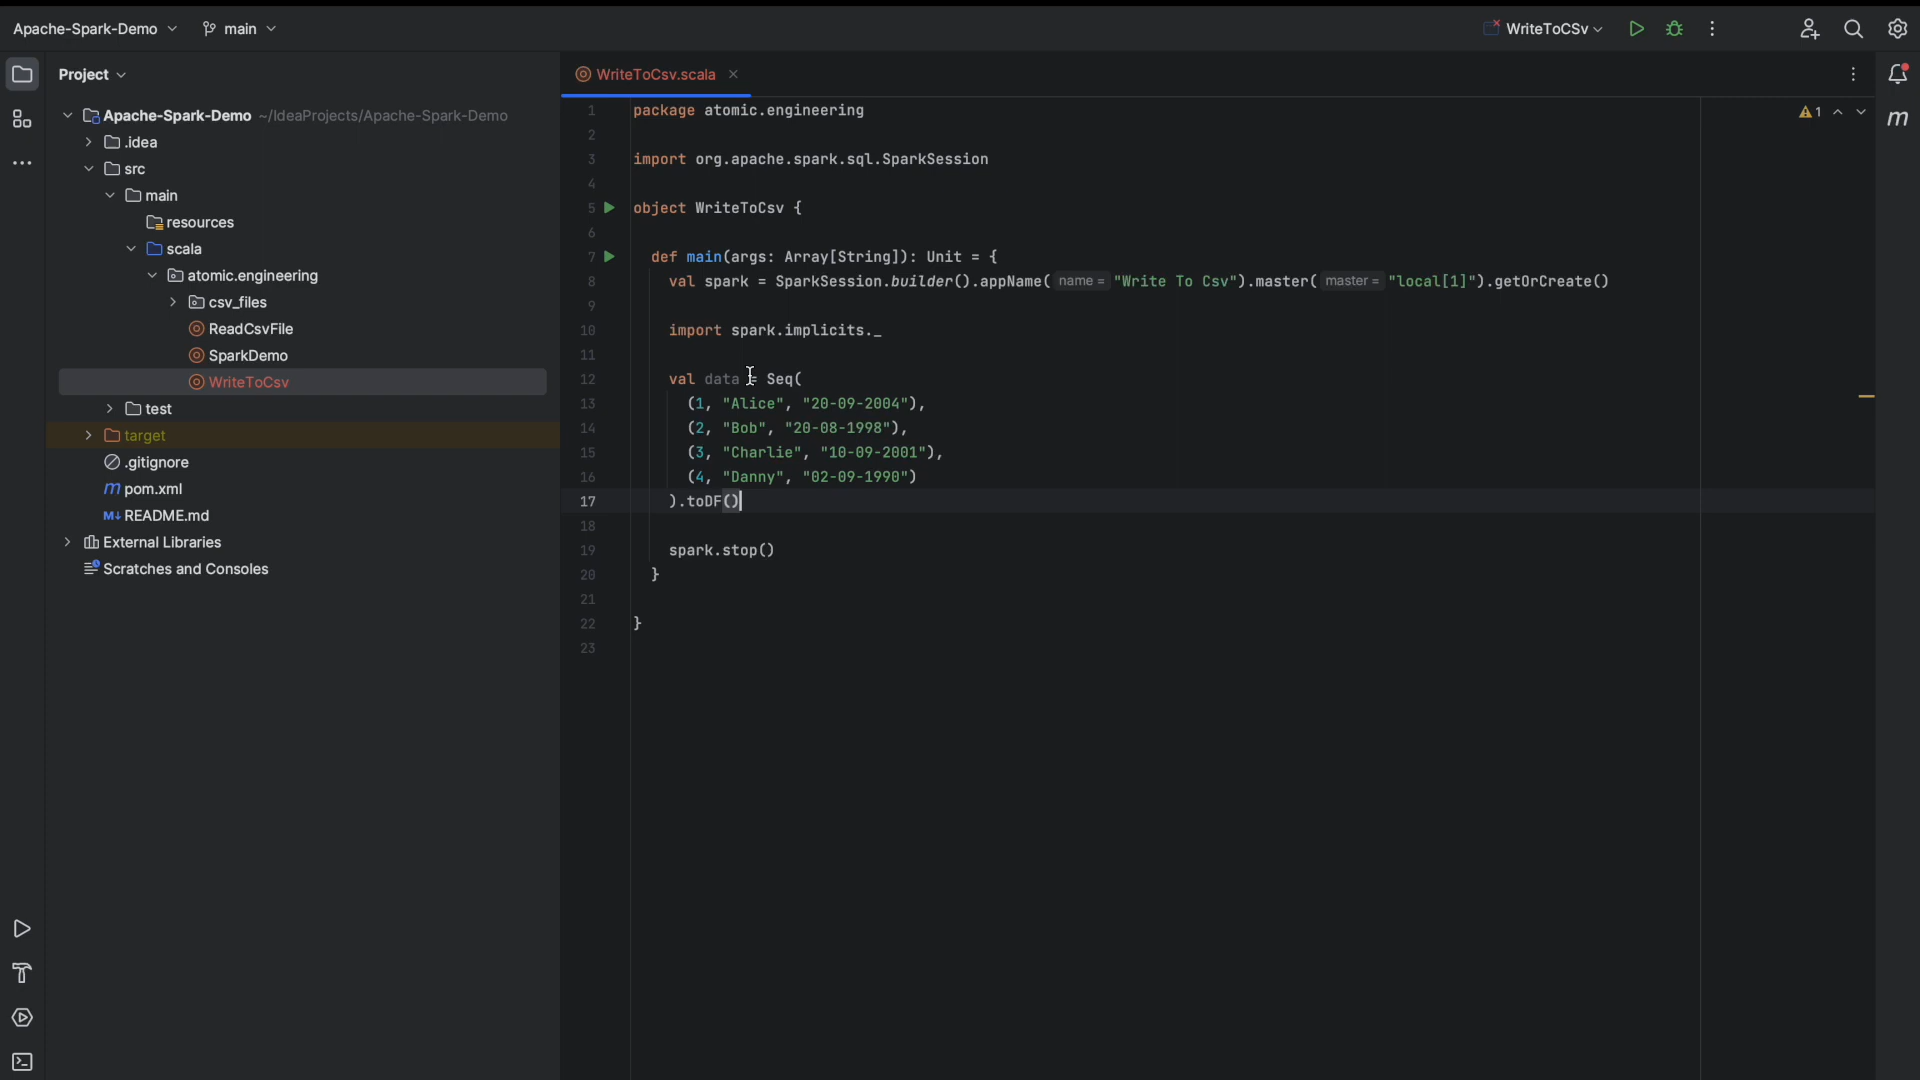 Apache-Spark-Demo main WriteToCSv
Project
Apache-Spark-Demo ~/IdeaProjects/Apache-Spark-Demo
.idea
src
main
resources
scala
atomic.engineering
csv_files
ReadCsvFile
SparkDemo
WriteToCsv
test
target
.gitignore
m pom.xml
M↓ README.md
External Libraries
Scratches and Consoles
WriteToCsv.scala
1 package atomic.engineering
2
3 import org.apache.spark.sql.SparkSession
4
5 object WriteToCsv {
6
7 def main(args: Array[String]): Unit = {
8 val spark = SparkSession.builder().appName( name = "Write To Csv").master( master = "local[1]").getOrCreate()
9
10 import spark.implicits._
11
12 val data = Seq(
13 (1, "Alice", "20-09-2004"),
14 (2, "Bob", "20-08-1998"),
15 (3, "Charlie", "10-09-2001"),
16 (4, "Danny", "02-09-1990")
17 ).toDF()
18
19 spark.stop()
20 }
21
22 }
23
1
m